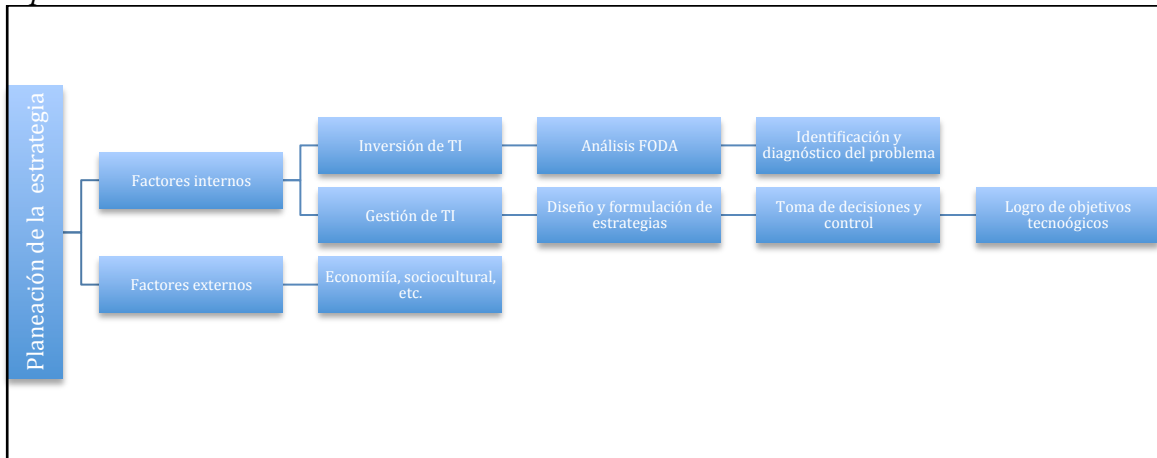 Planeación de la estrategia
Factores internos
Inversión de TI
Análisis FODA
Identificación y
diagnóstico del problema
Gestión de TI
Diseño y formulación de
estrategias
Toma de decisiones y
control
Logro de objetivos
tecnoógicos
Factores externos
Economiía, sociocultural,
etc.